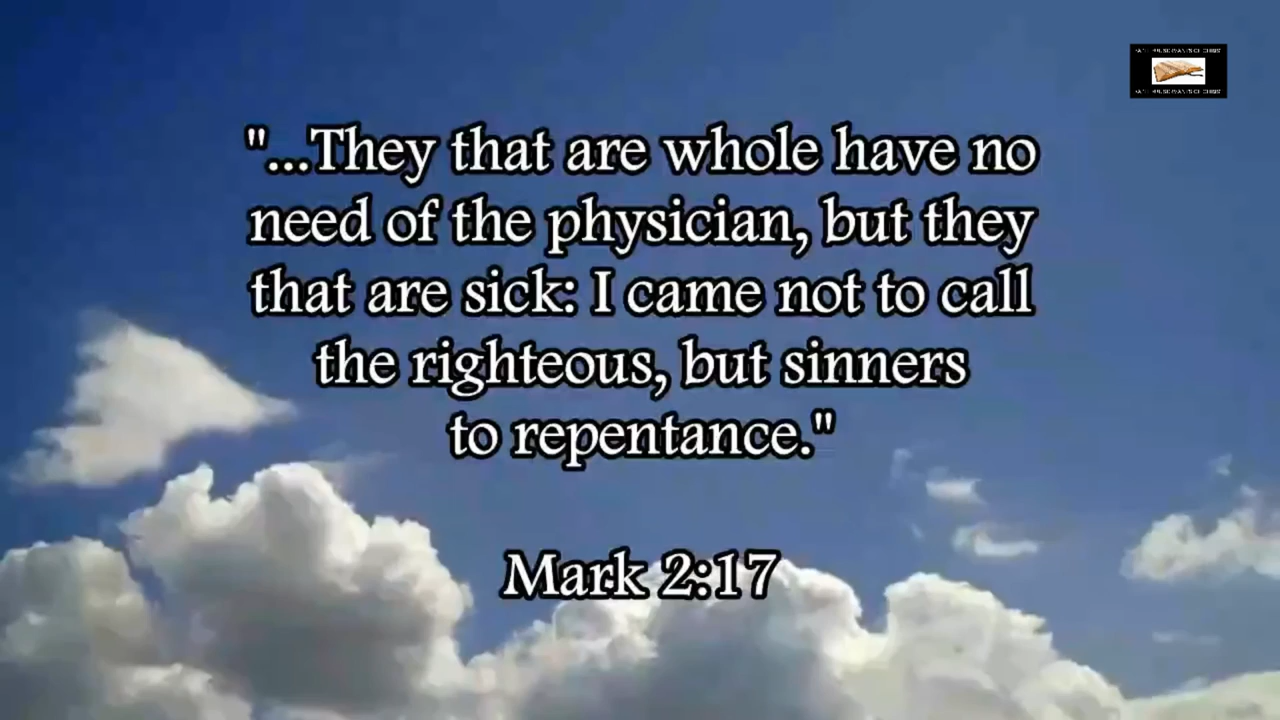 "...They that are whole have no
need of the physician, but they
that are sick: I came not to call
the righteous, but sinners
to repentance."
Mark 2:17